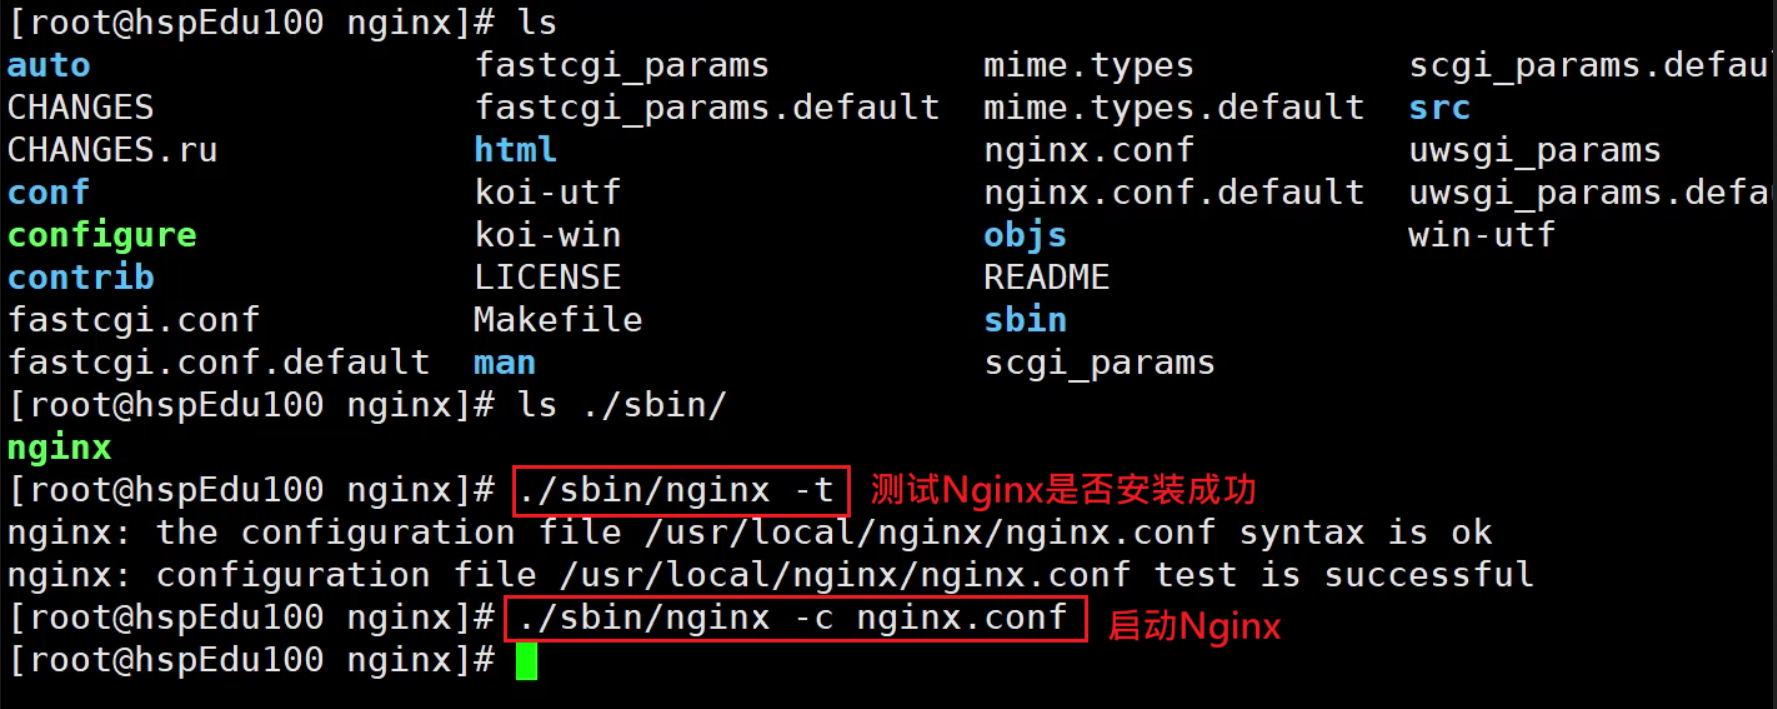 [root@hspEdu100 nginx]# ls
auto fastcgi_params mime.types scgi_params.defau
CHANGES fastcgi_params.default mime.types.default src
CHANGES.ru html nginx.conf uwsgi_params
conf koi-utf nginx.conf.default uwsgi_params.defa
configure koi-win objs win-utf
contrib LICENSE README
fastcgi.conf Makefile sbin
fastcgi.conf.default man scgi_params
[root@hspEdu100 nginx]# ls ./sbin/
nginx
[root@hspEdu100 nginx]# ./sbin/nginx -t 测试Nginx是否安装成功
nginx: the configuration file /usr/local/nginx/nginx.conf syntax is ok
nginx: configuration file /usr/local/nginx/nginx.conf test is successful
[root@hspEdu100 nginx]# ./sbin/nginx -c nginx.conf 启动Nginx
[root@hspEdu100 nginx]#